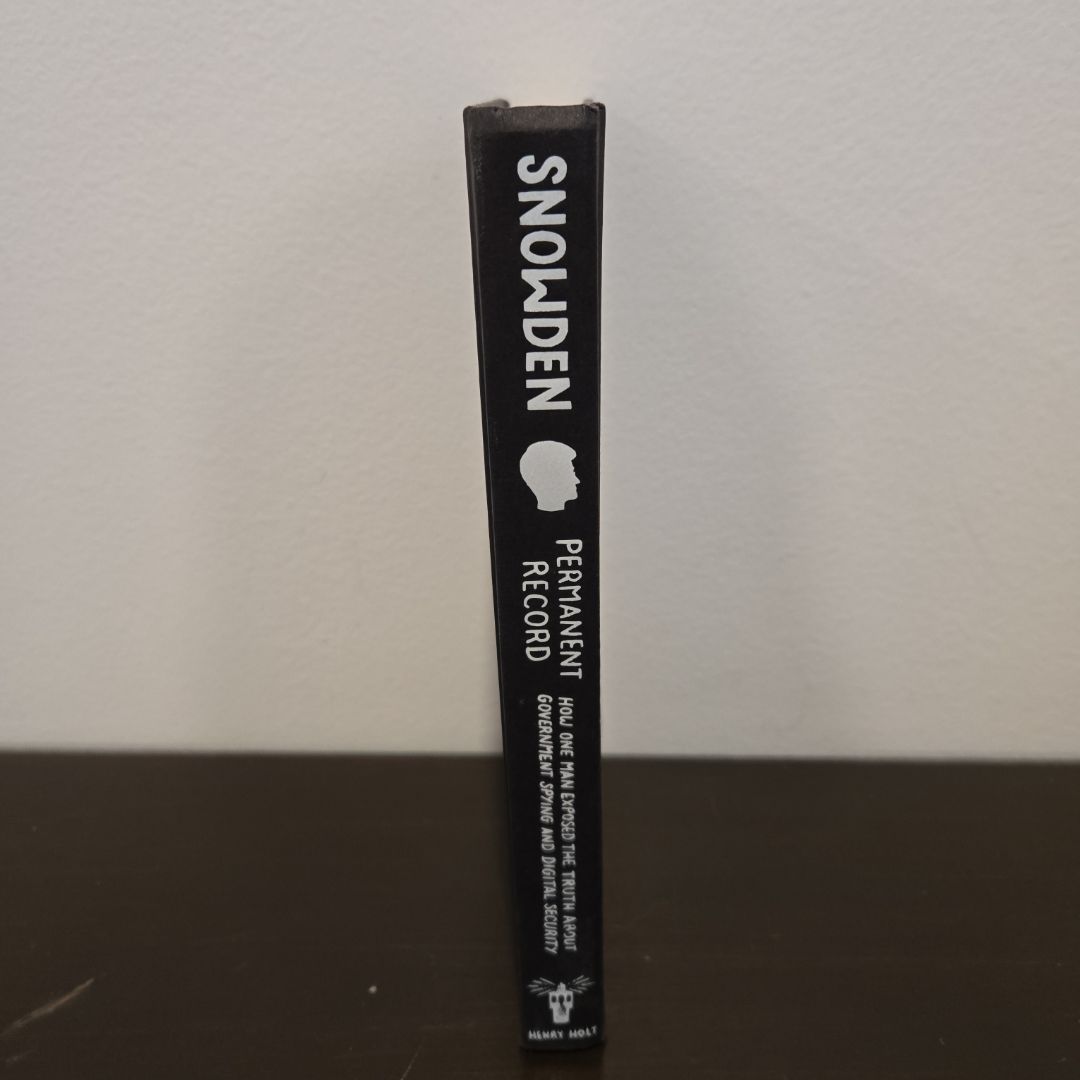 SNOWDEN
PERMANENT
RECORD
HOW ONE MAN EXPOSED THE TRUTH ABOUT
GOVERNMENT SPYING AND DIGITAL SECURITY
HENRY HOLT